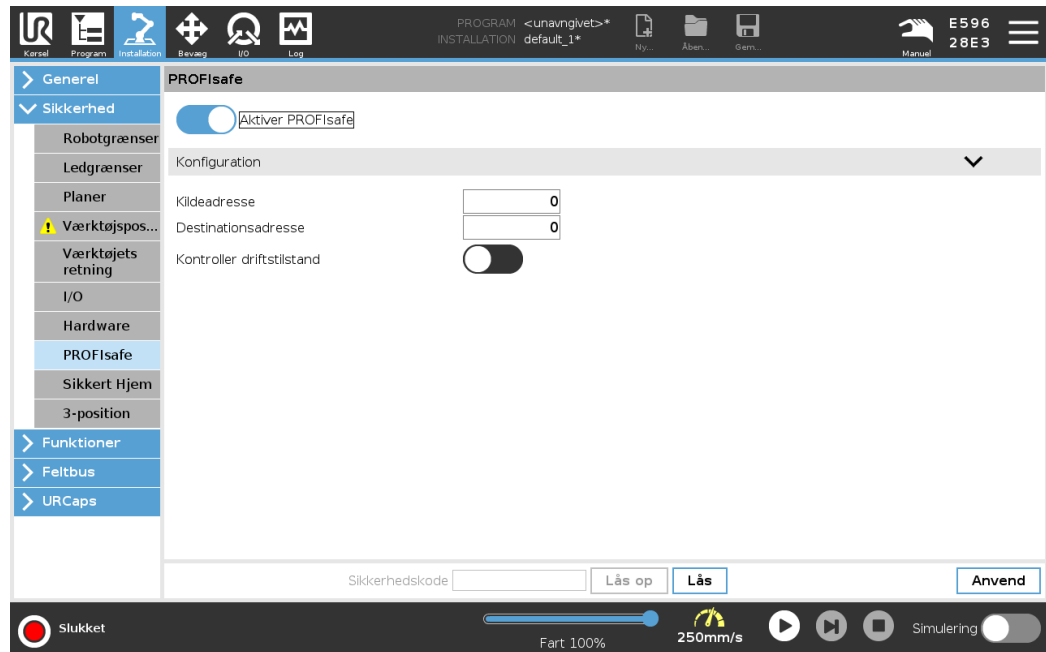 UR
PROGRAM <unavngivet>*
INSTALLATION default_1*
Kørsel
Program
Installation
Bevæg
I/O
Log
Ny...
Åben...
Gem...
Manuel
E596
28E3
Generel
Sikkerhed
Robotgrænser
Ledgrænser
Planer
Værktøjspos...
Værktøjets
retning
I/O
Hardware
PROFIsafe
Sikkert Hjem
3-position
Funktioner
Feltbus
URCaps
PROFIsafe
Aktiver PROFIsafe
Konfiguration
Kildeadresse 0
Destinationsadresse 0
Kontroller driftstilstand
Sikkerhedskode
Lås op
Lås
Anvend
Slukket
Fart 100%
250mm/s
Simulering